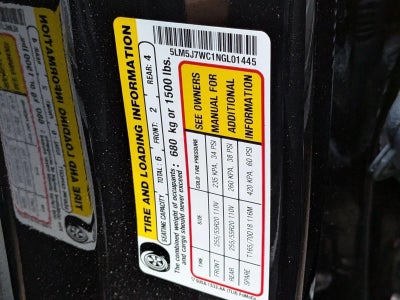 5LM5J7WC1NGL01445
TIRE AND LOADING INFORMATION
SEATING CAPACITY TOTAL: 6 FRONT: 2 REAR: 4
The combined weight of occupants and cargo should never exceed: 680 kg or 1500 lbs.
TIRE SIZE COLD TIRE PRESSURE
FRONT 255/55R20 110V 235 KPA, 34 PSI
REAR 255/55R20 110V 260 KPA, 38 PSI
SPARE T165/70D18 116M 420 KPA, 60 PSI
SEE OWNERS
MANUAL FOR
ADDITIONAL
INFORMATION